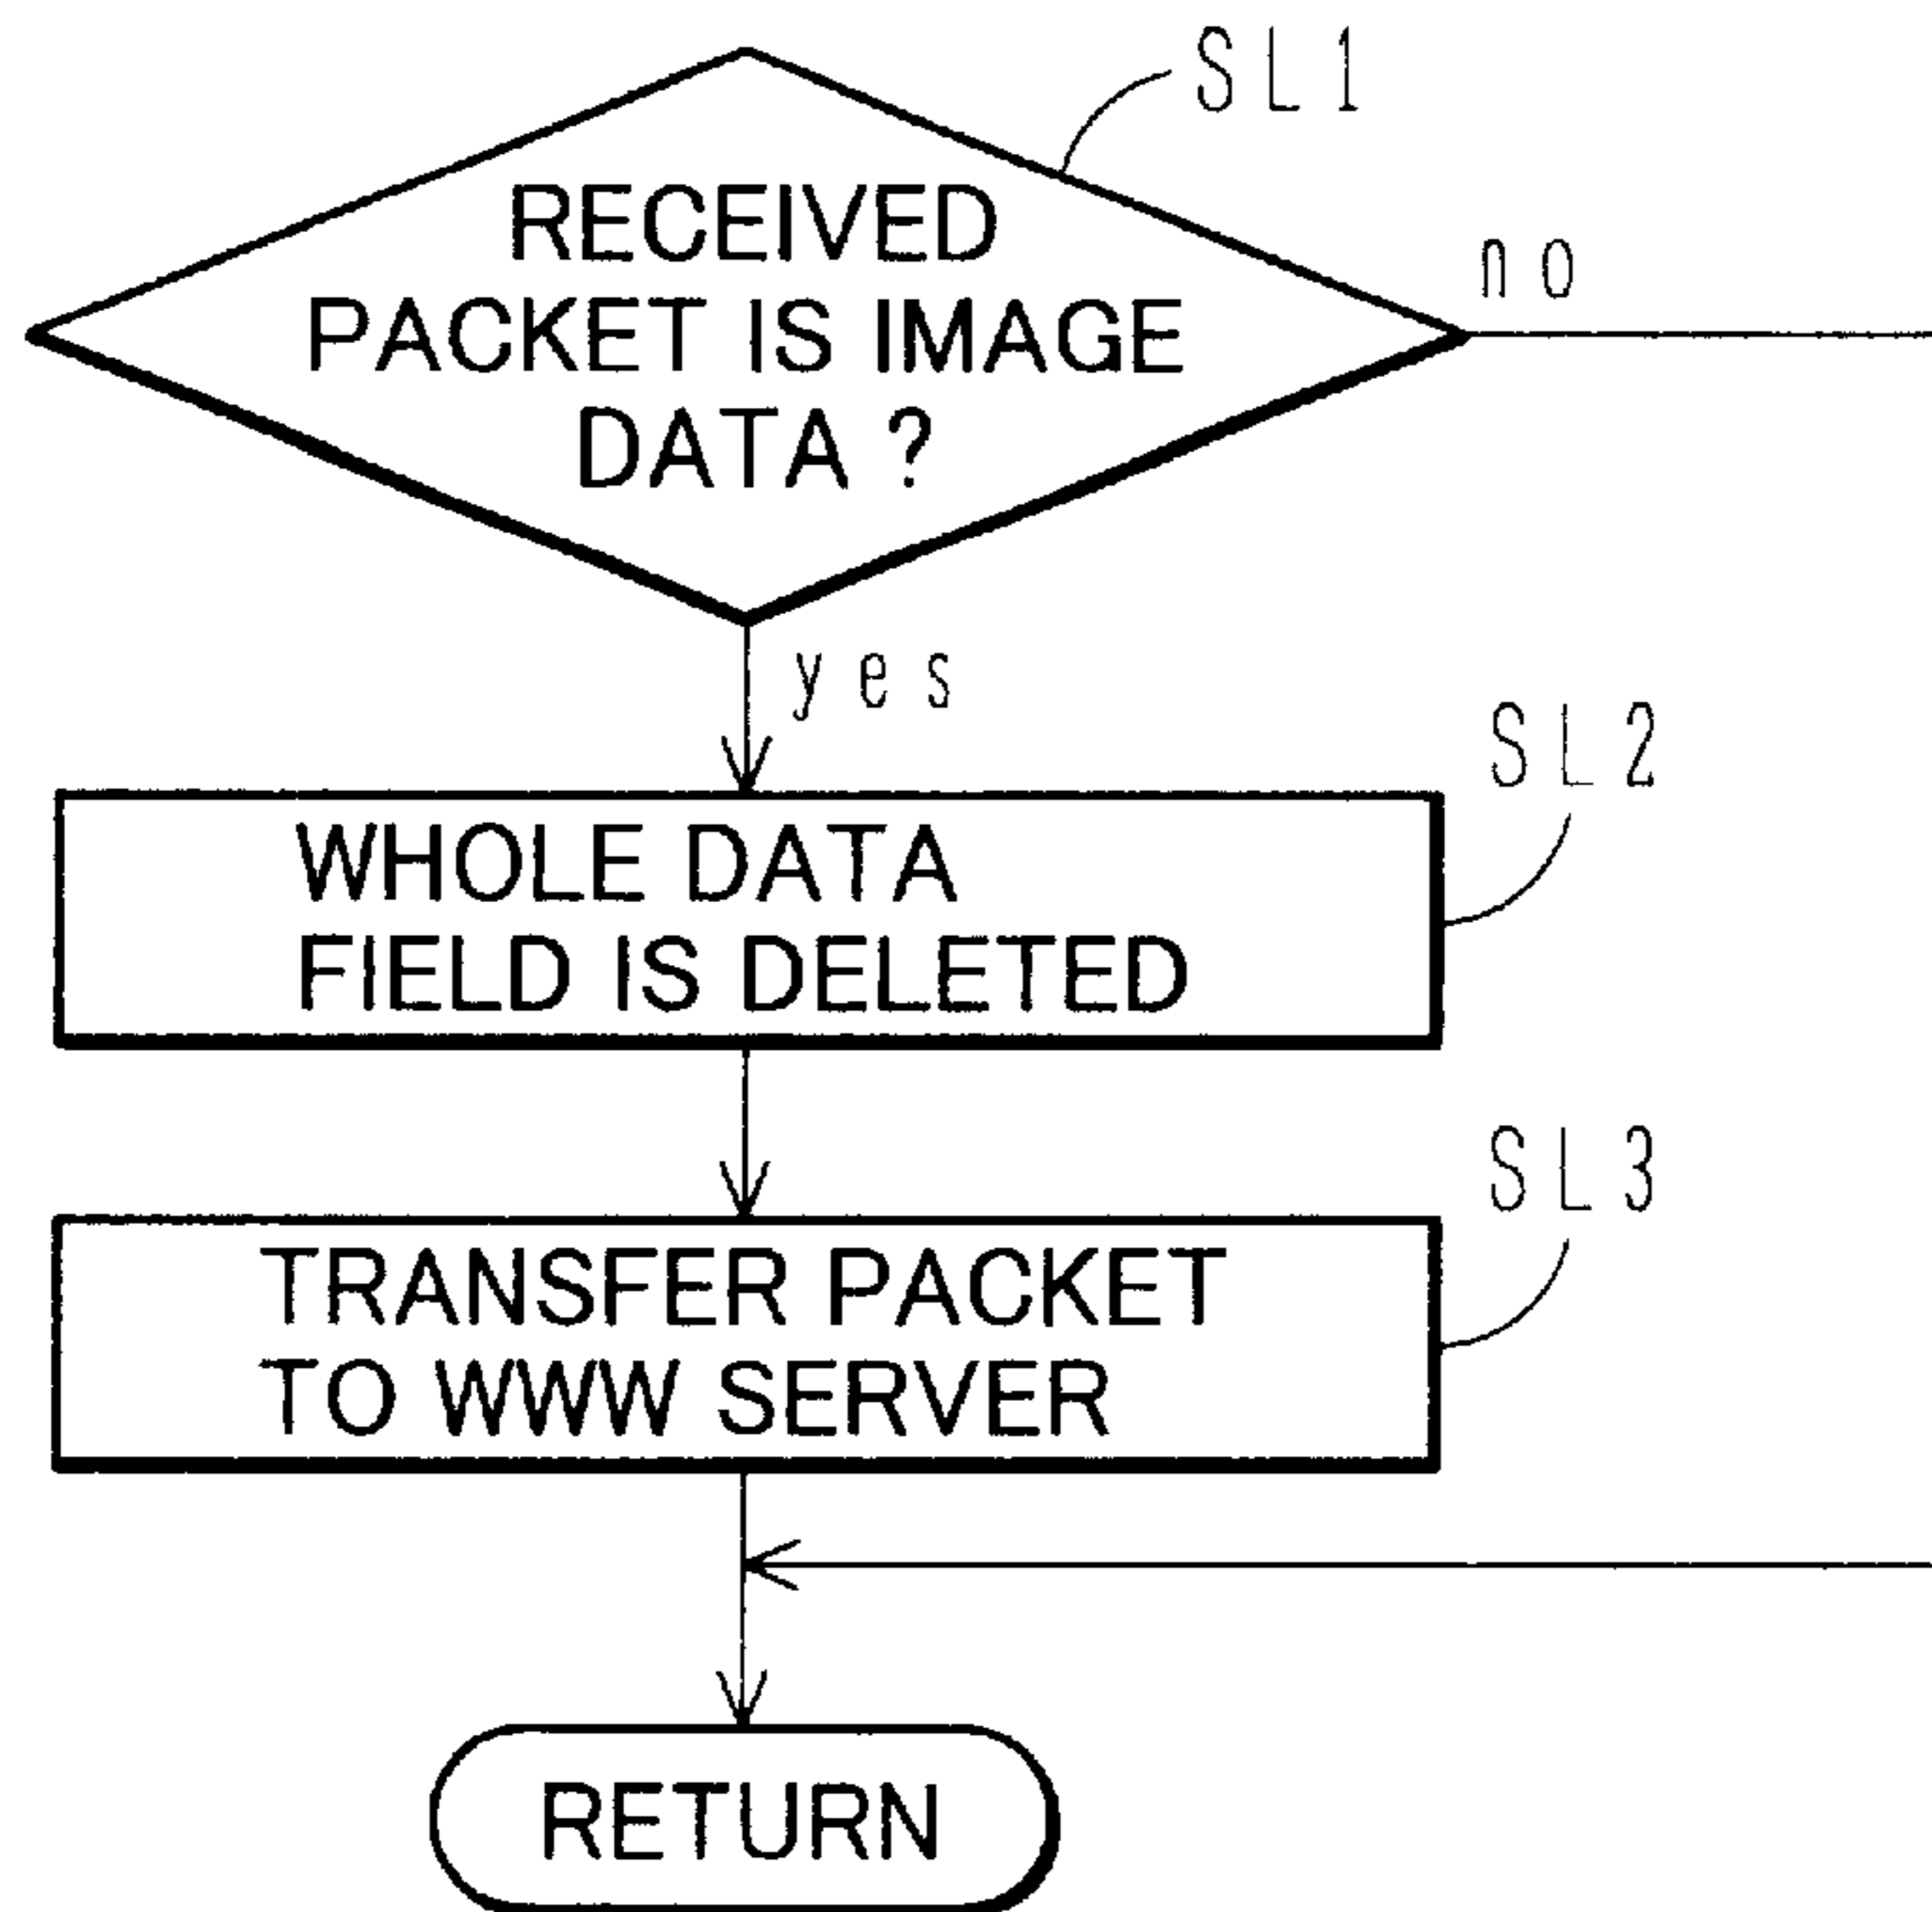 SL1
RECEIVED
PACKET IS IMAGE
DATA ?
no
yes
SL2
WHOLE DATA
FIELD IS DELETED
SL3
TRANSFER PACKET
TO WWW SERVER
RETURN